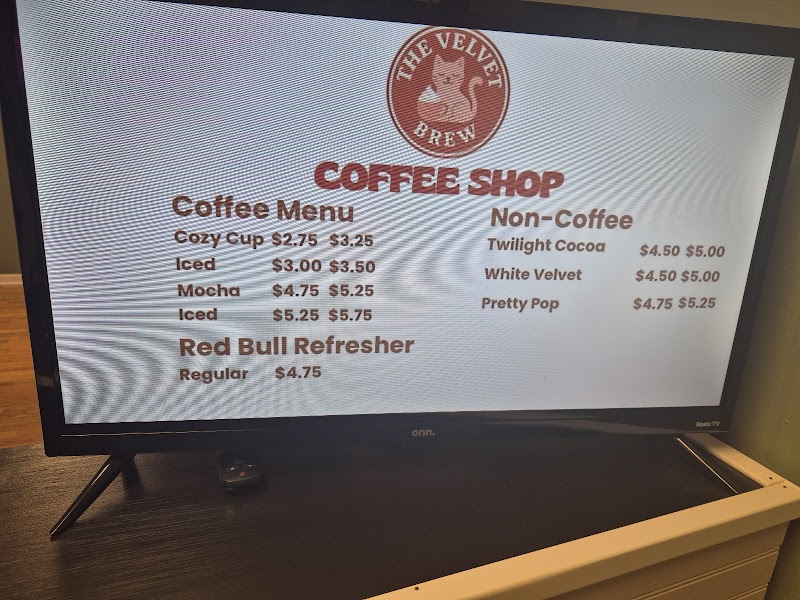 THE VELVET
BREW
COFFEE SHOP
Coffee Menu
Cozy Cup $2.75 $3.25
Iced $3.00 $3.50
Mocha $4.75 $5.25
Iced $5.25 $5.75
Red Bull Refresher
Regular $4.75
Non-Coffee
Twilight Cocoa $4.50 $5.00
White Velvet $4.50 $5.00
Pretty Pop $4.75 $5.25
onn.
Roku TV